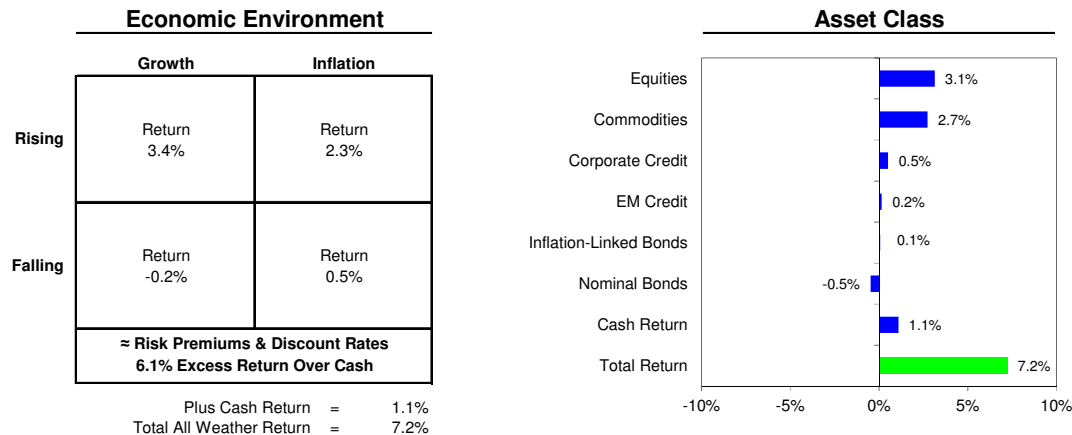 Economic Environment
Growth Inflation
Rising
Return
3.4%
Return
2.3%
Falling
Return
-0.2%
Return
0.5%
≈ Risk Premiums & Discount Rates
6.1% Excess Return Over Cash
Plus Cash Return = 1.1%
Total All Weather Return = 7.2%
Asset Class
Equities 3.1%
Commodities 2.7%
Corporate Credit 0.5%
EM Credit 0.2%
Inflation-Linked Bonds 0.1%
Nominal Bonds -0.5%
Cash Return 1.1%
Total Return 7.2%
-10% -5% 0% 5% 10%